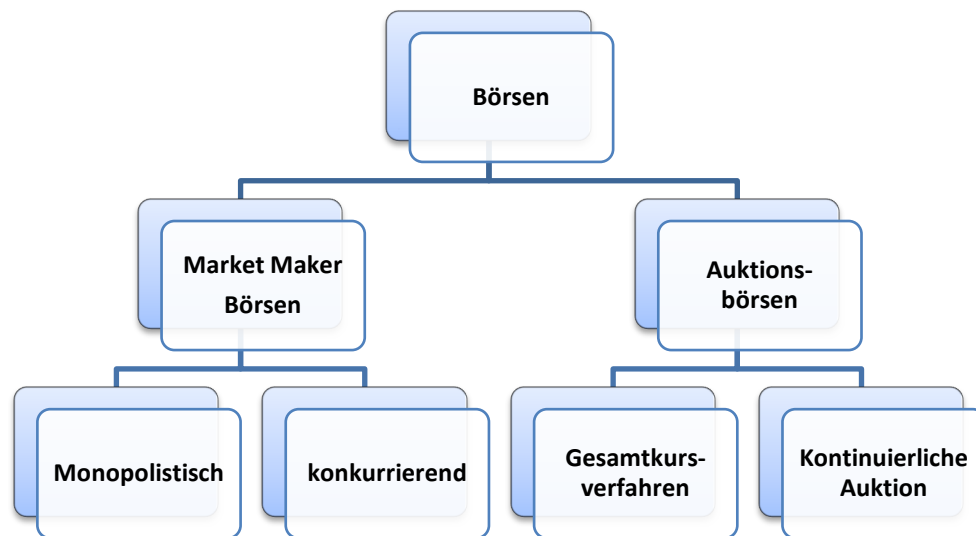 Börsen
Market Maker
Börsen
Auktions-
börsen
Monopolistisch
konkurrierend
Gesamtkurs-
verfahren
Kontinuierliche
Auktion